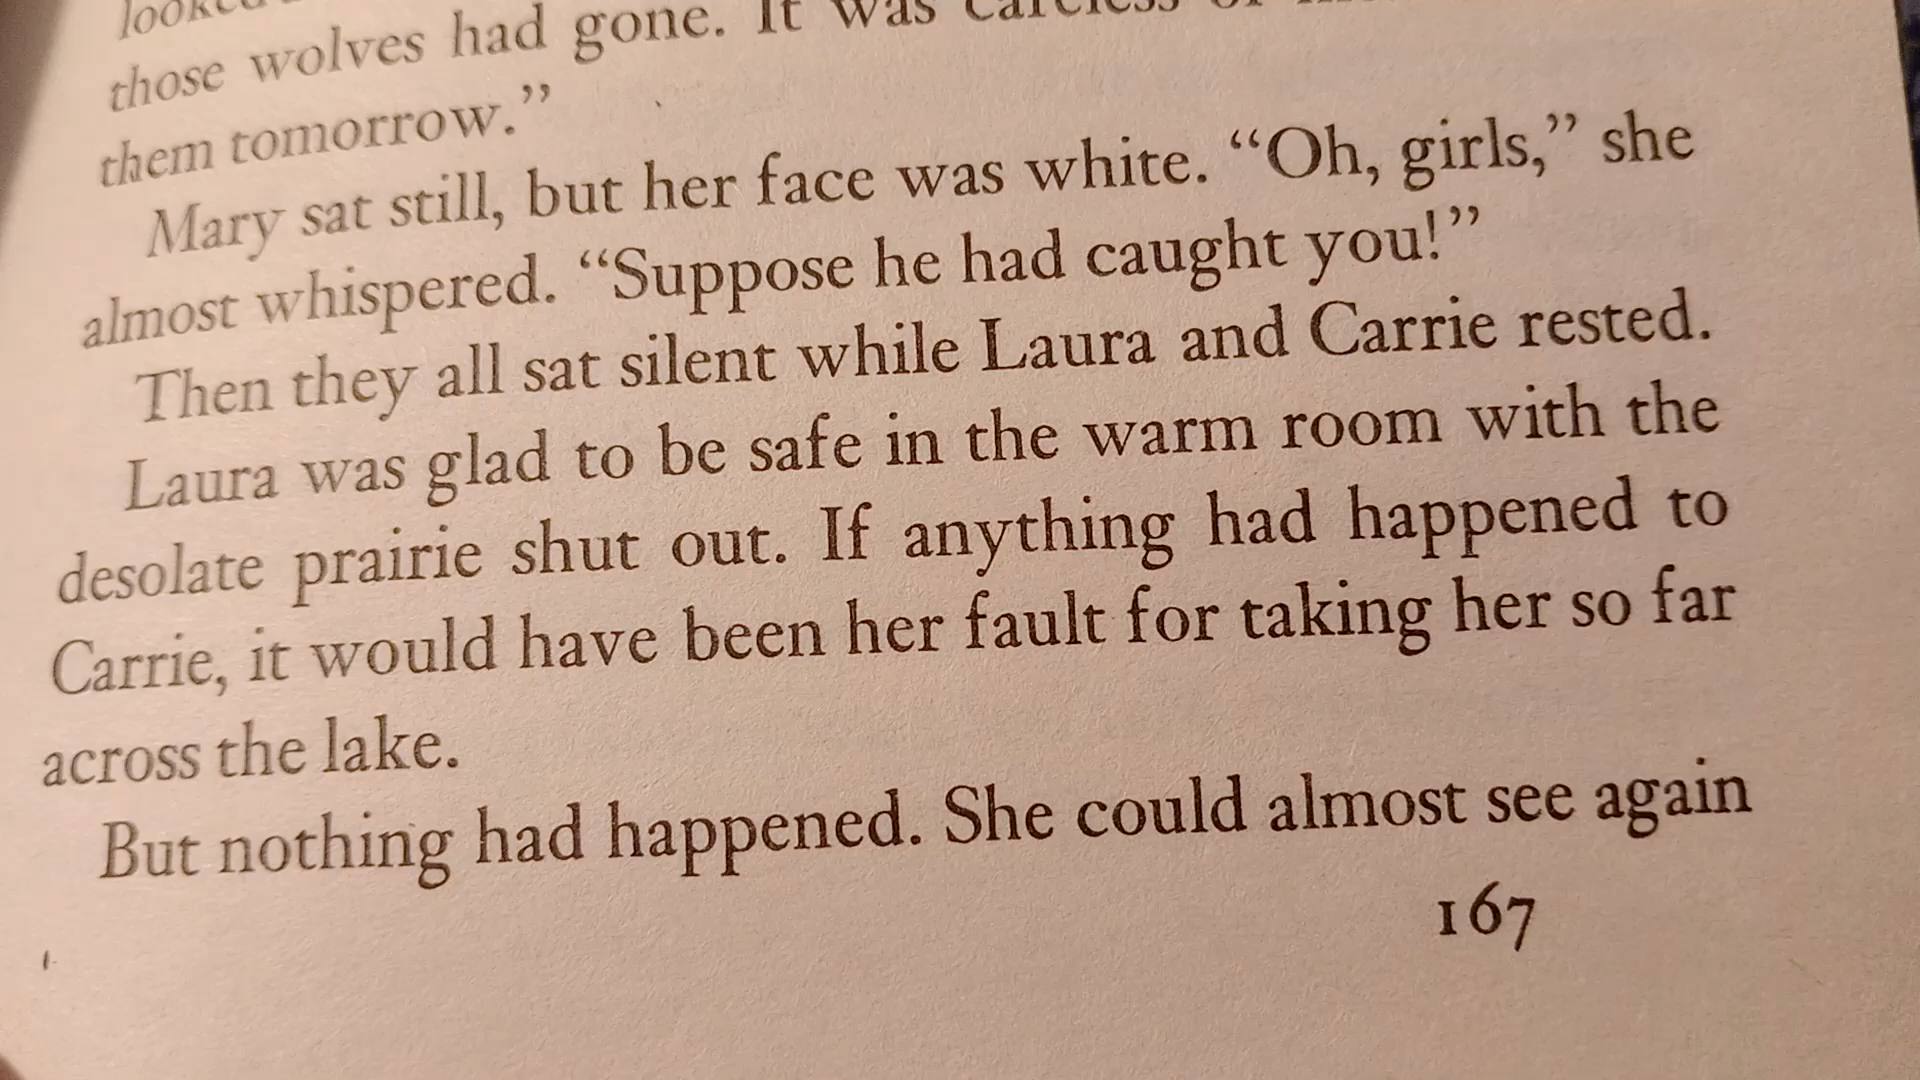 those wolves had gone. It was careless of
them tomorrow.”
Mary sat still, but her face was white. “Oh, girls,” she
almost whispered. “Suppose he had caught you!”
Then they all sat silent while Laura and Carrie rested.
Laura was glad to be safe in the warm room with the
desolate prairie shut out. If anything had happened to
Carrie, it would have been her fault for taking her so far
across the lake.
But nothing had happened. She could almost see again
167